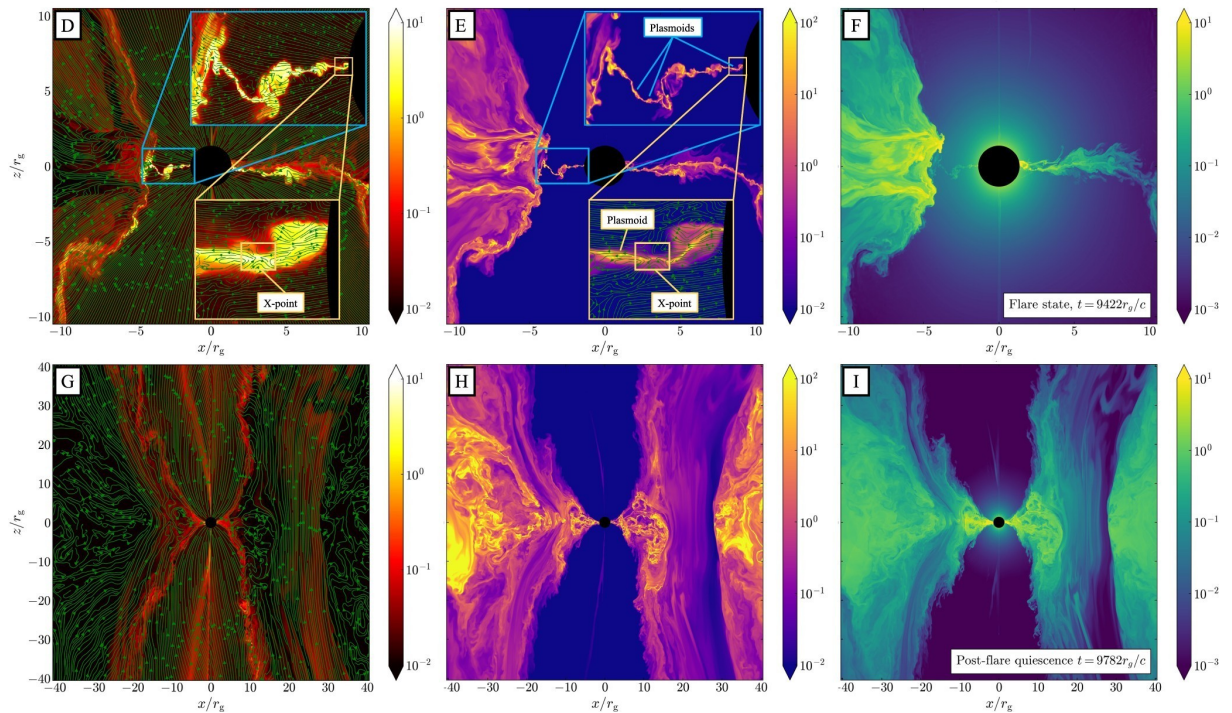 D
E
F
G
H
I
Plasmoids
Plasmoid
X-point
Plasmoid
X-point
Flare state, t = 9422r_g/c
Post-flare quiescence t = 9782r_g/c
z/r_g
10
5
0
−5
−10
−10 −5 0 5 10
x/r_g
10^1
10^0
10^−1
10^−2
−10 −5 0 5 10
x/r_g
10^2
10^1
10^0
10^−1
10^−2
−10 −5 0 5 10
x/r_g
10^1
10^0
10^−1
10^−2
10^−3
z/r_g
40
30
20
10
0
−10
−20
−30
−40
−40 −30 −20 −10 0 10 20 30 40
x/r_g
10^1
10^0
10^−1
10^−2
−40 −30 −20 −10 0 10 20 30 40
x/r_g
10^2
10^1
10^0
10^−1
10^−2
−40 −30 −20 −10 0 10 20 30 40
x/r_g
10^1
10^0
10^−1
10^−2
10^−3